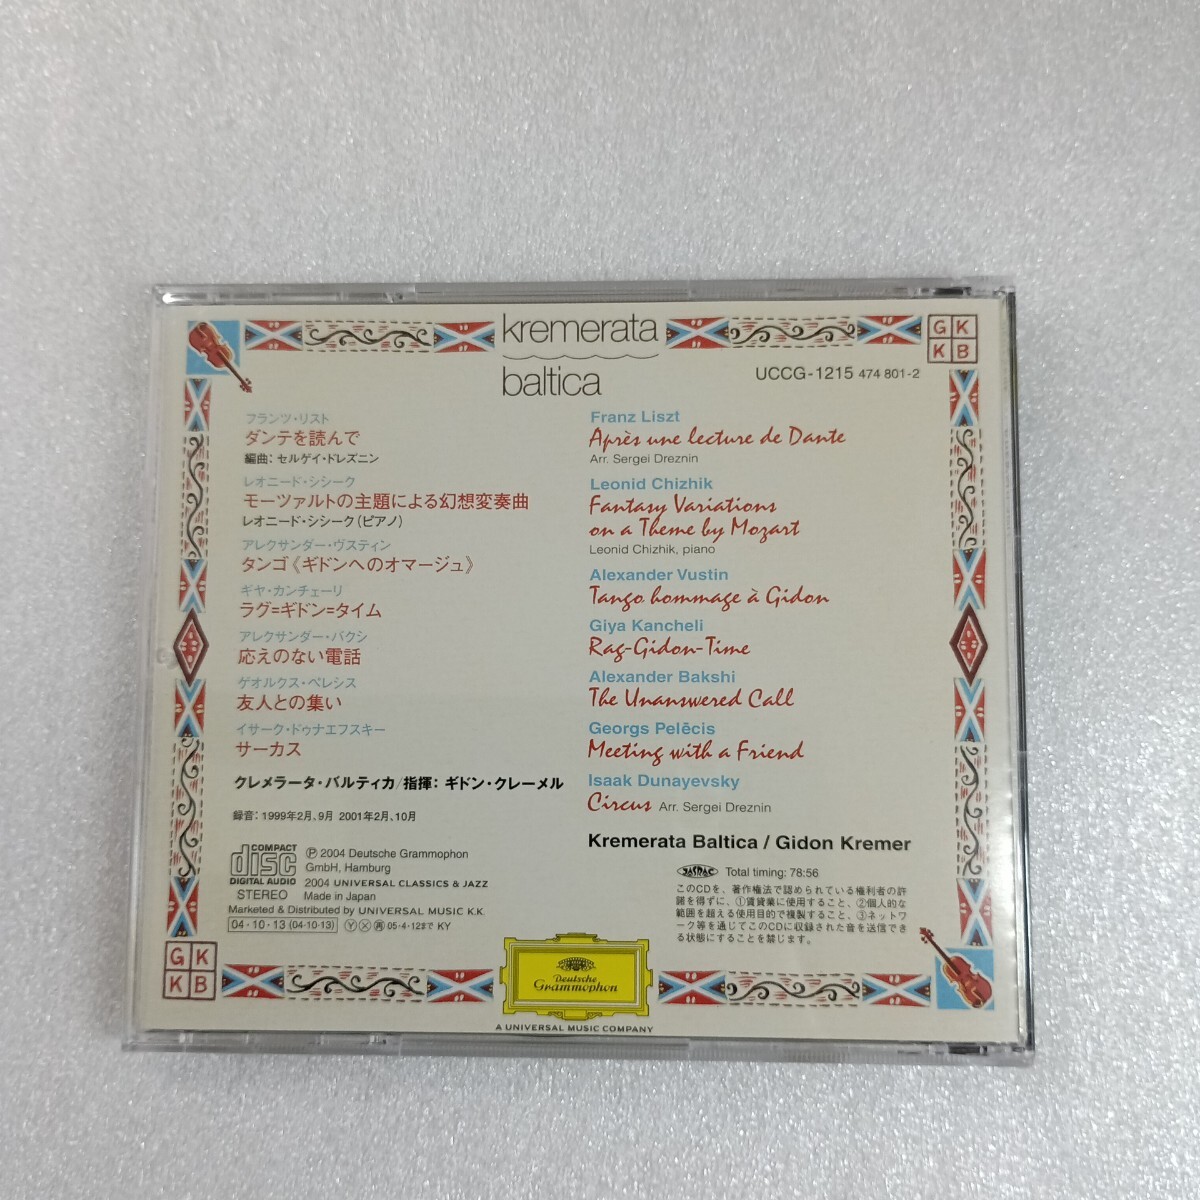 kremerata
baltica
G K
K B
UCCG-1215 474 801-2
フランツ・リスト
ダンテを読んで
編曲：セルゲイ・ドレズニン
レオニード・シシーク
モーツァルトの主題による幻想変奏曲
レオニード・シシーク（ピアノ）
アレクサンダー・ヴスティン
タンゴ《ギドンへのオマージュ》
ギヤ・カンチェーリ
ラグ=ギドン=タイム
アレクサンダー・バクシ
応えのない電話
ゲオルクス・ペレシス
友人との集い
イサーク・ドゥナエフスキー
サーカス
クレメラータ・バルティカ/指揮：ギドン・クレーメル
録音：1999年2月、9月 2001年2月、10月
Franz Liszt
Après une lecture de Dante
Arr. Sergei Dreznin
Leonid Chizhik
Fantasy Variations
on a Theme by Mozart
Leonid Chizhik, piano
Alexander Vustin
Tango hommage à Gidon
Giya Kancheli
Rag-Gidon-Time
Alexander Bakshi
The Unanswered Call
Georgs Pelēcis
Meeting with a Friend
Isaak Dunayevsky
Circus Arr. Sergei Dreznin
Kremerata Baltica / Gidon Kremer
COMPACT
disc
DIGITAL AUDIO
STEREO
Ⓟ 2004 Deutsche Grammophon
GmbH, Hamburg
2004 UNIVERSAL CLASSICS & JAZZ
Made in Japan
Marketed & Distributed by UNIVERSAL MUSIC K.K.
04・10・13 (04・10・13) Ⓨ Ⓧ 再 05・4・12まで KY
JASRAC Total timing: 78:56
このCDを、著作権法で認められている権利者の許
諾を得ずに、①賃貸業に使用すること、②個人的な
範囲を超える使用目的で複製すること、③ネットワ
ーク等を通じてこのCDに収録された音を送信でき
る状態にすることを禁じます。
G K
K B
Deutsche
Grammophon
A UNIVERSAL MUSIC COMPANY